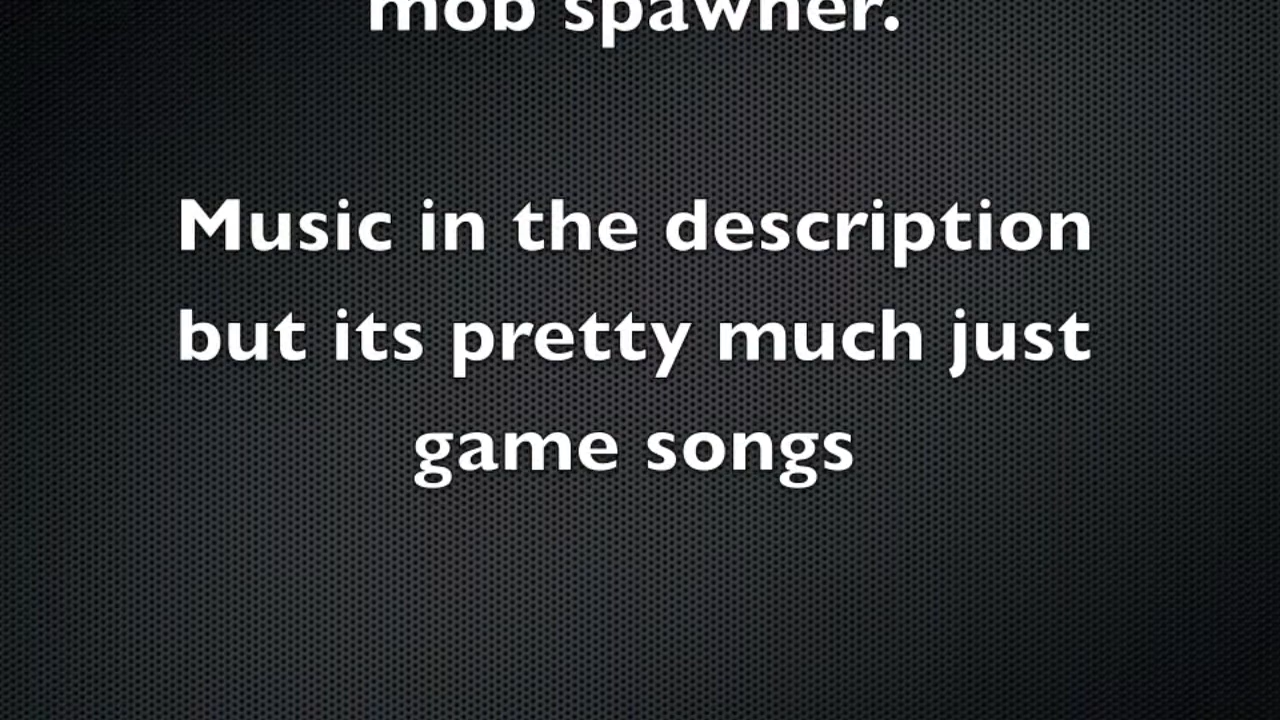 mob spawner.
Music in the description
but its pretty much just
game songs